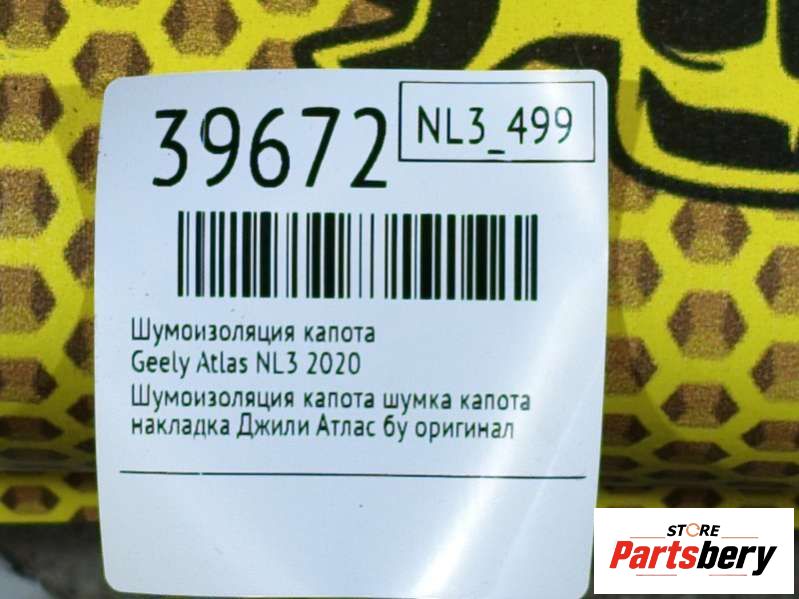 39672
NL3_499
Шумоизоляция капота
Geely Atlas NL3 2020
Шумоизоляция капота шумка капота
накладка Джили Атлас бу оригинал
STORE
Partsbery